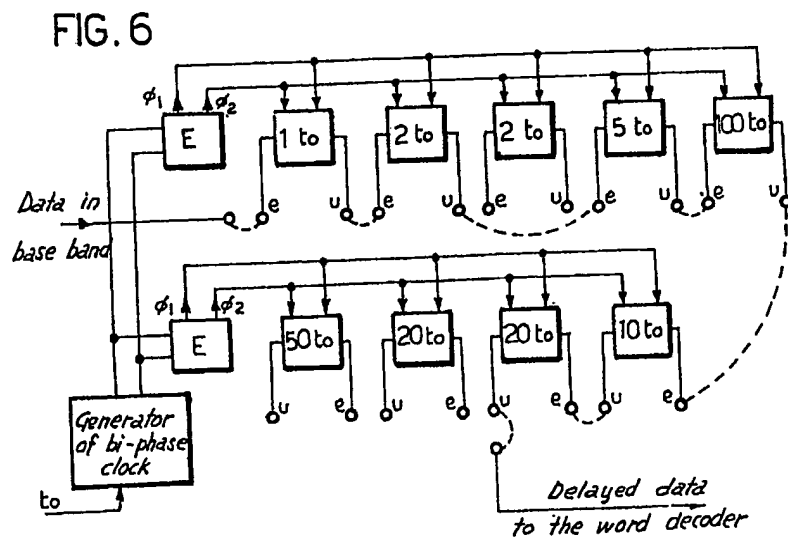 FIG. 6
ϕ1 ϕ2
E
1 to
2 to
2 to
5 to
100 to
Data in
base band
e u e u e u e u e u
ϕ1 ϕ2
E
50 to
20 to
20 to
10 to
u e u e u e u e
Generator
of bi-phase
clock
to
Delayed data
to the word decoder